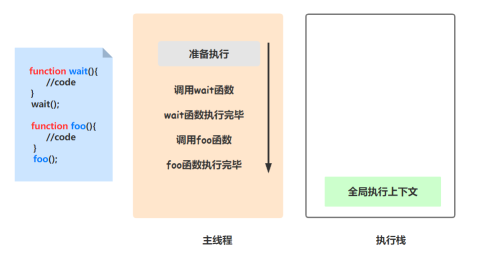 function wait(){
//code
}
wait();
function foo(){
//code
}
foo();
准备执行
调用wait函数
wait函数执行完毕
调用foo函数
foo函数执行完毕
主线程
全局执行上下文
执行栈